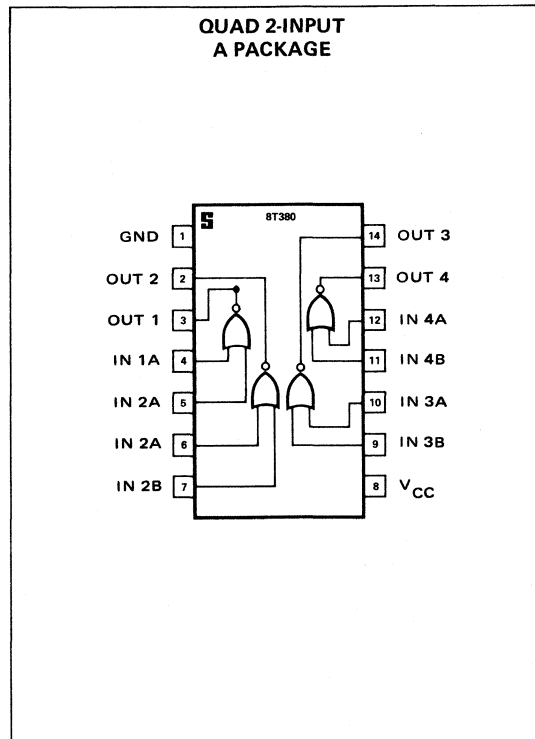 QUAD 2-INPUT
A PACKAGE
S 8T380
GND 1
OUT 2 2
OUT 1 3
IN 1A 4
IN 2A 5
IN 2A 6
IN 2B 7
14 OUT 3
13 OUT 4
12 IN 4A
11 IN 4B
10 IN 3A
9 IN 3B
8 VCC